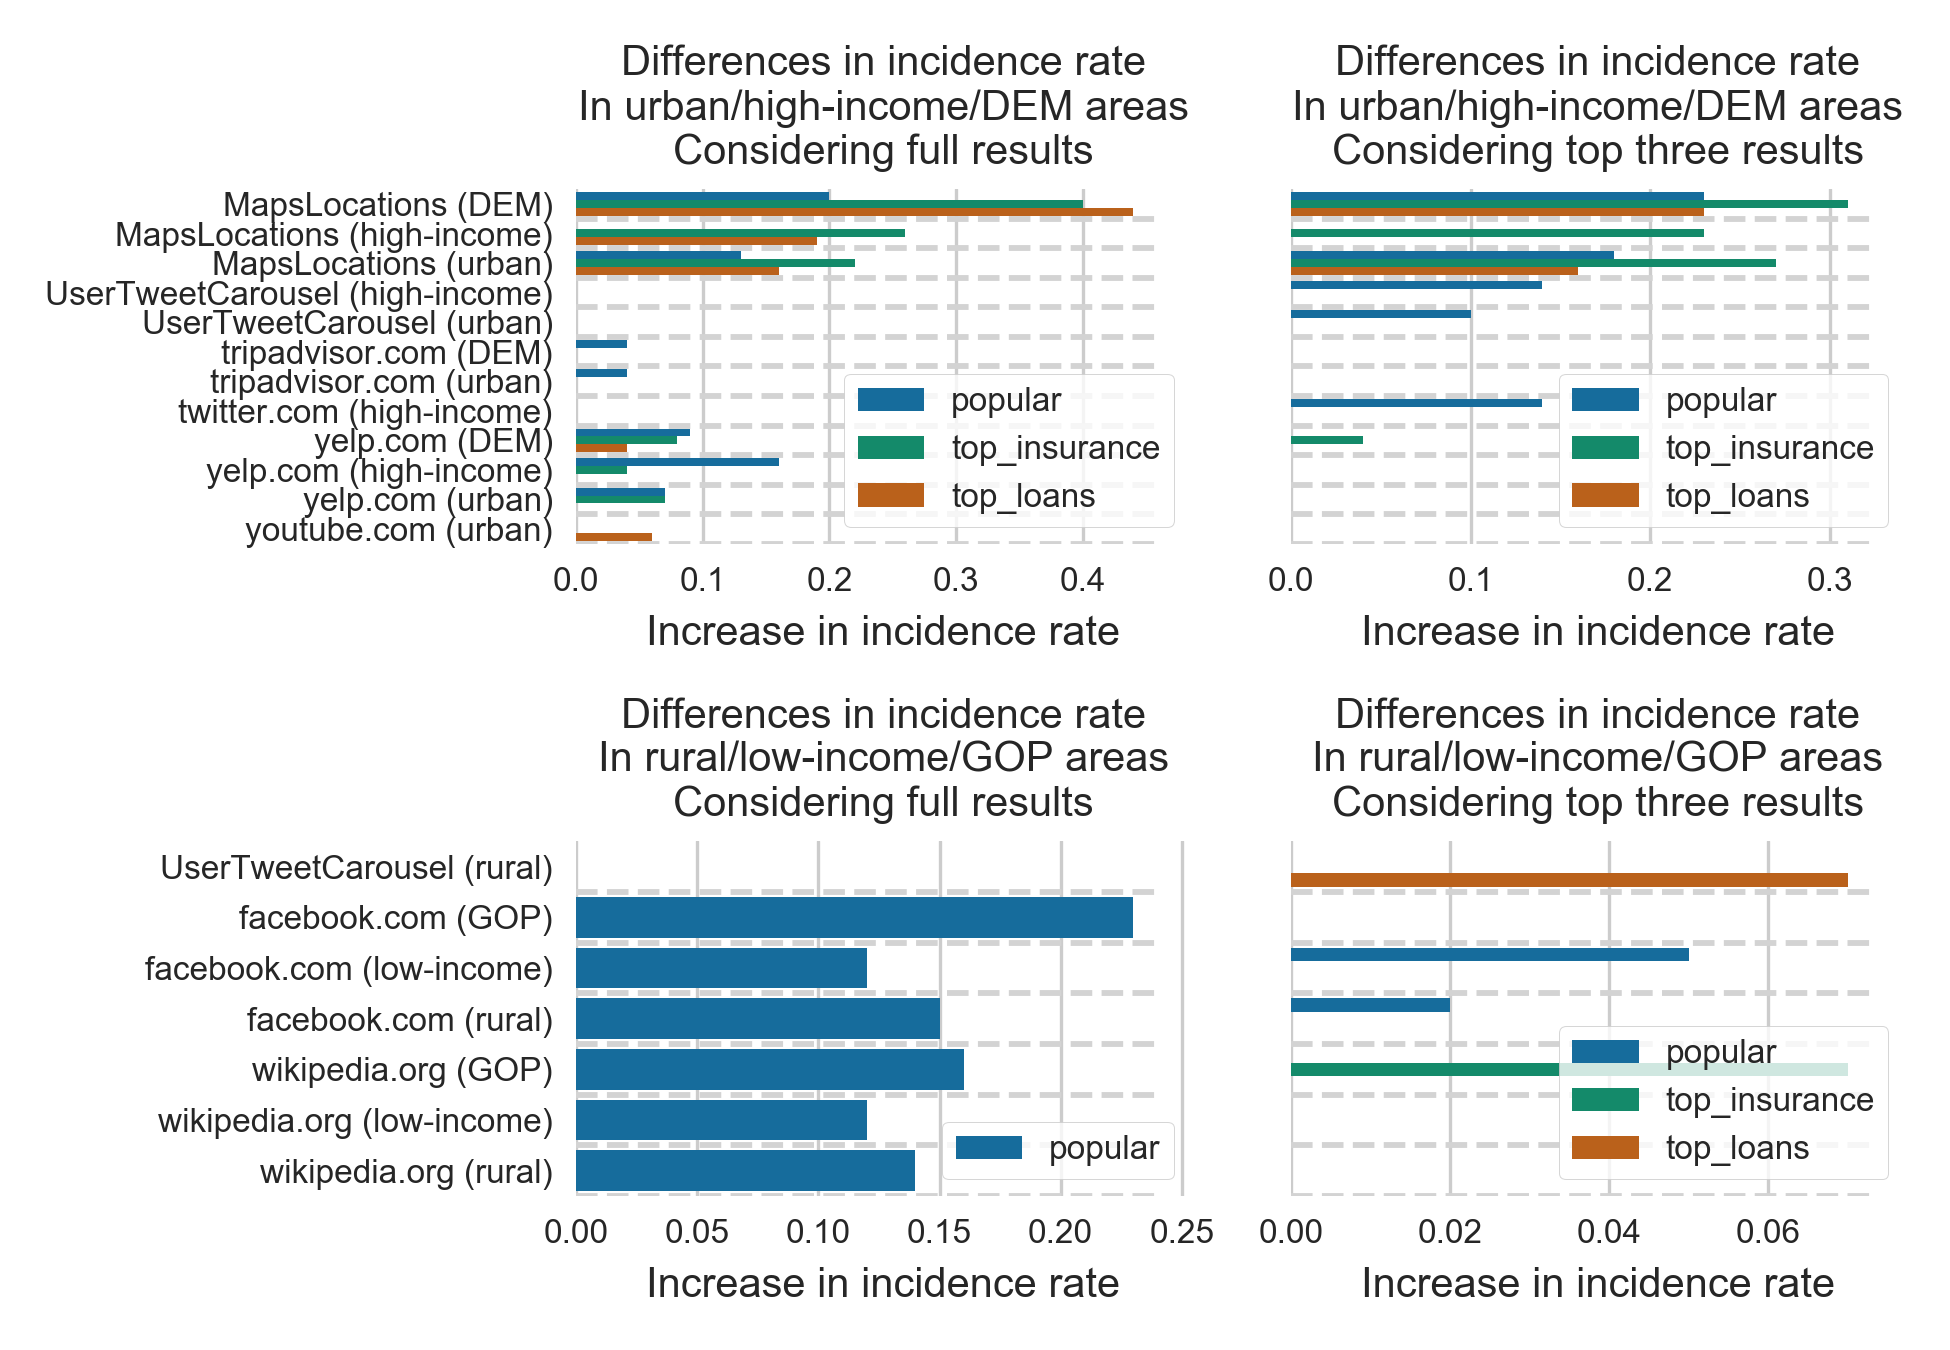 Differences in incidence rate
In urban/high-income/DEM areas
Considering full results
Differences in incidence rate
In urban/high-income/DEM areas
Considering top three results
MapsLocations (DEM)
MapsLocations (high-income)
MapsLocations (urban)
UserTweetCarousel (high-income)
UserTweetCarousel (urban)
tripadvisor.com (DEM)
tripadvisor.com (urban)
twitter.com (high-income)
yelp.com (DEM)
yelp.com (high-income)
yelp.com (urban)
youtube.com (urban)
popular
top_insurance
top_loans
popular
top_insurance
top_loans
0.0 0.1 0.2 0.3 0.4
0.0 0.1 0.2 0.3
Increase in incidence rate
Increase in incidence rate
Differences in incidence rate
In rural/low-income/GOP areas
Considering full results
Differences in incidence rate
In rural/low-income/GOP areas
Considering top three results
UserTweetCarousel (rural)
facebook.com (GOP)
facebook.com (low-income)
facebook.com (rural)
wikipedia.org (GOP)
wikipedia.org (low-income)
wikipedia.org (rural)
popular
popular
top_insurance
top_loans
0.00 0.05 0.10 0.15 0.20 0.25
0.00 0.02 0.04 0.06
Increase in incidence rate
Increase in incidence rate